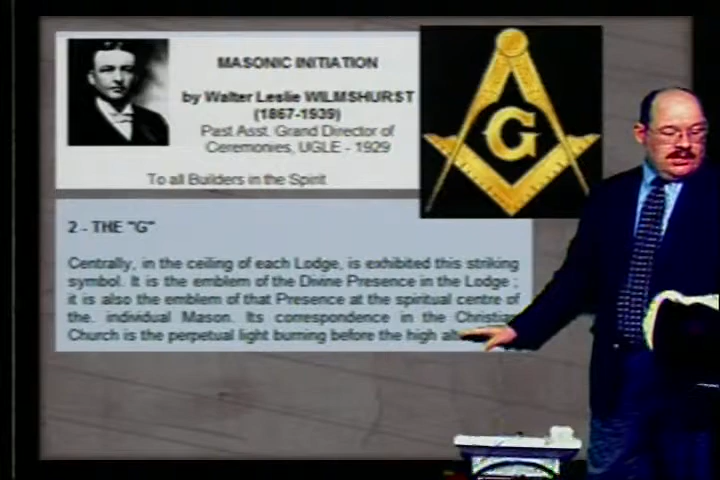 MASONIC INITIATION
by Walter Leslie WILMSHURST
(1867-1939)
Past Asst. Grand Director of
Ceremonies, UGLE - 1929
To all Builders in the Spirit
G
2 - THE "G"
Centrally, in the ceiling of each Lodge, is exhibited this striking
symbol. It is the emblem of the Divine Presence in the Lodge ;
it is also the emblem of that Presence at the spiritual centre of
the. individual Mason. Its correspondence in the
Church is the perpetual light burning before the high